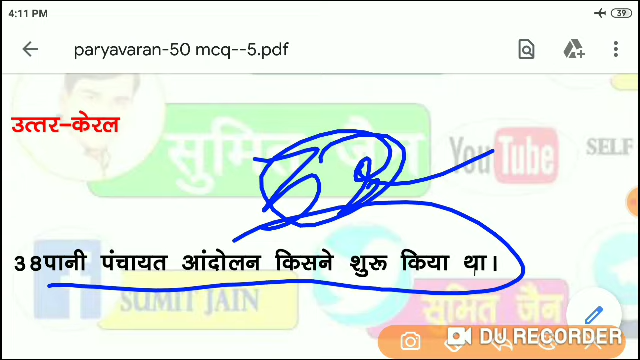 4:11 PM
39
paryavaran-50 mcq--5.pdf
उत्तर-केरल
सुमित जैन
YouTube
SELF
38पानी पंचायत आंदोलन किसने शुरू किया था।
SUMIT JAIN
सुमित जैन
DU RECORDER